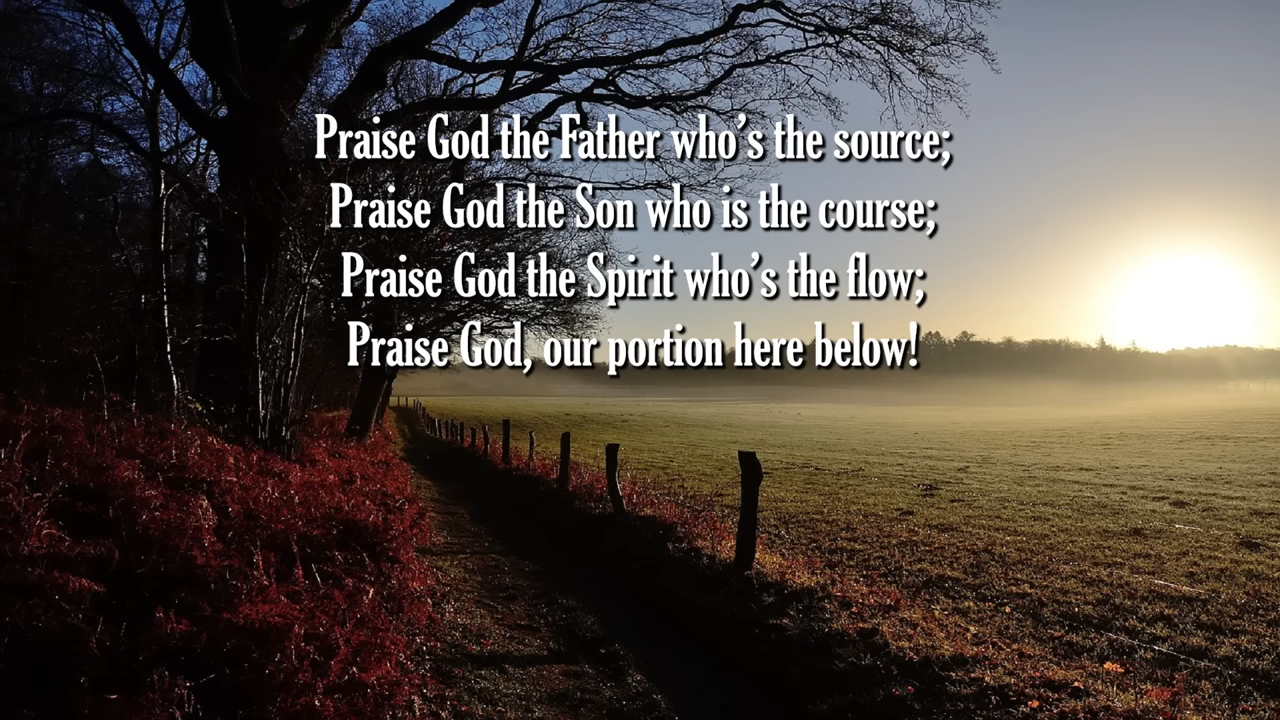 Praise God the Father who’s the source;
Praise God the Son who is the course;
Praise God the Spirit who’s the flow;
Praise God, our portion here below!